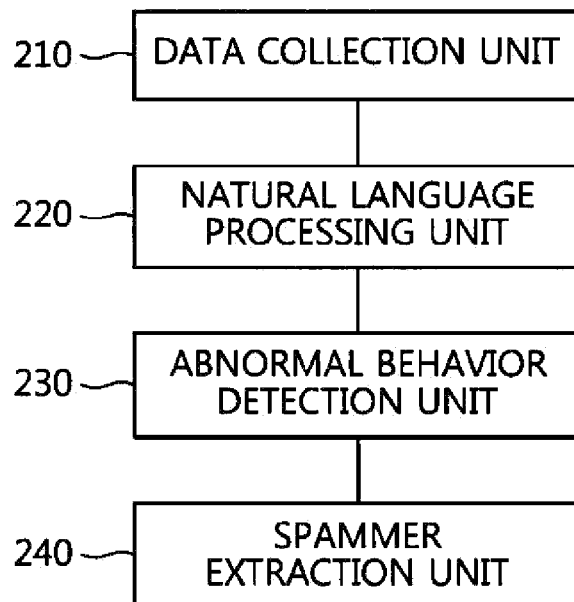 210 DATA COLLECTION UNIT
220 NATURAL LANGUAGE
PROCESSING UNIT
230 ABNORMAL BEHAVIOR
DETECTION UNIT
240 SPAMMER
EXTRACTION UNIT